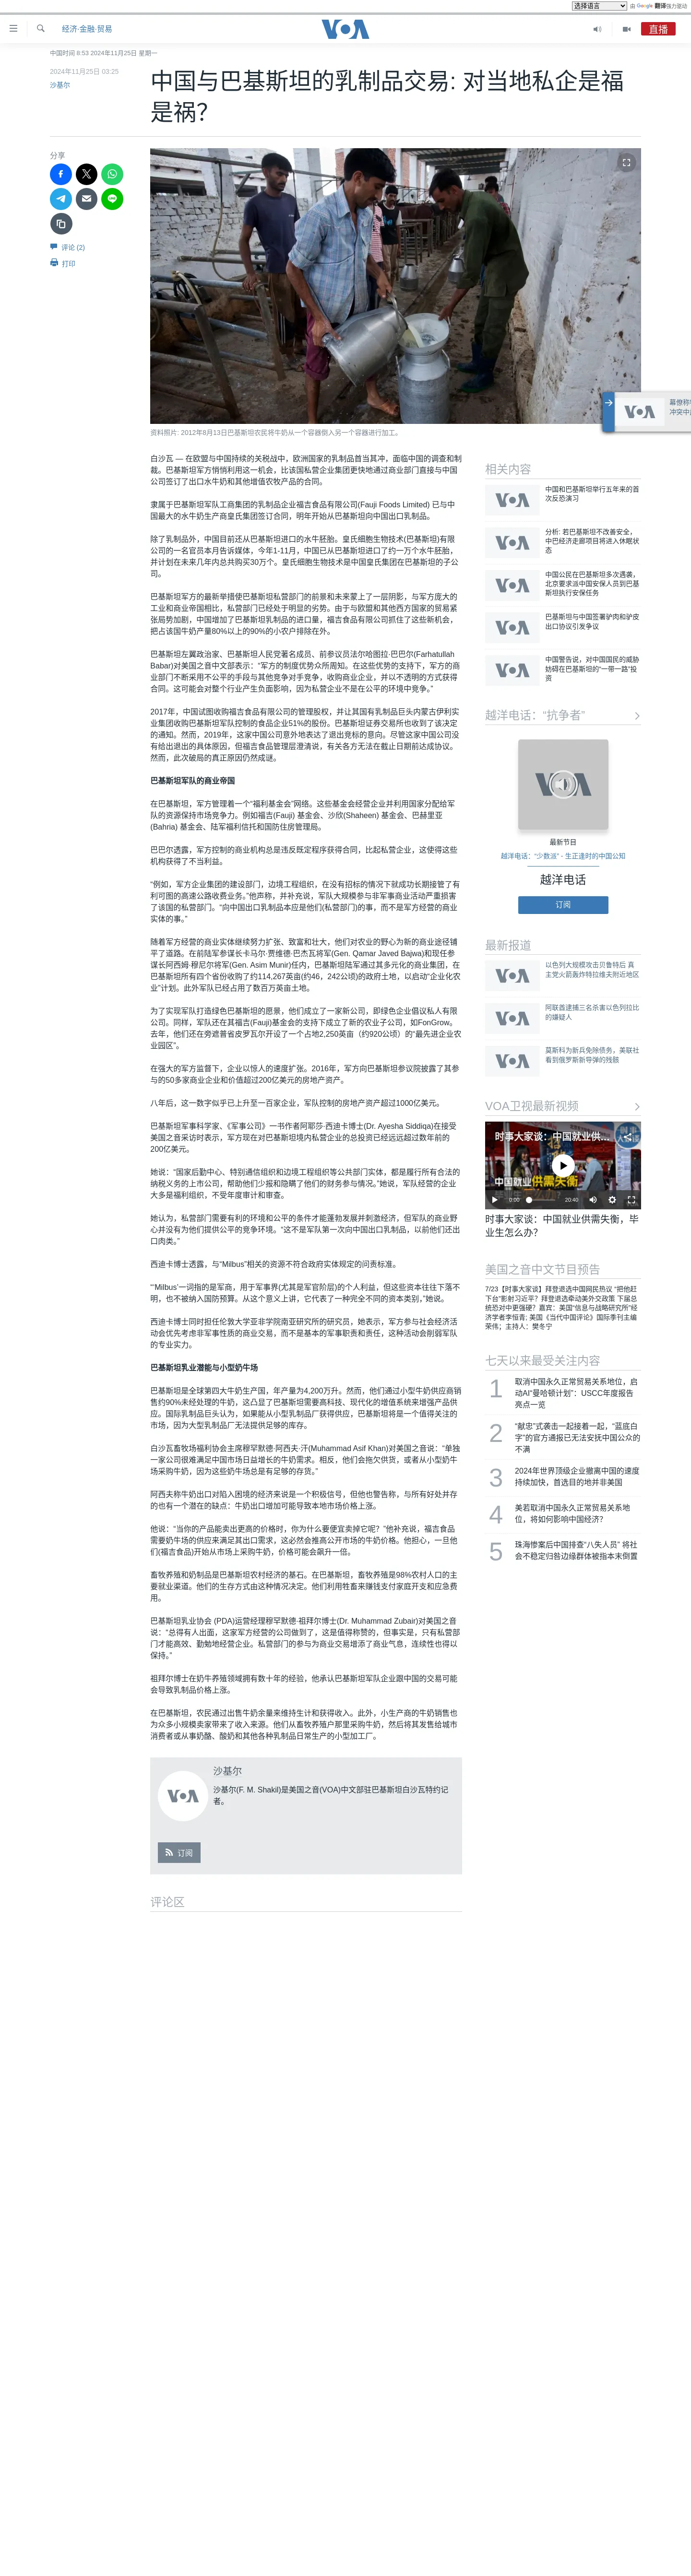 选择语言 由 Google 翻译强力驱动
经济·金融·贸易
VOA
直播
中国时间 8:53 2024年11月25日 星期一
2024年11月25日 03:25
沙基尔
中国与巴基斯坦的乳制品交易: 对当地私企是福
是祸?
分享
评论 (2)
打印
资料照片: 2012年8月13日巴基斯坦农民将牛奶从一个容器倒入另一个容器进行加工。
白沙瓦 — 在欧盟与中国持续的关税战中，欧洲国家的乳制品首当其冲，面临中国的调查和制
裁。巴基斯坦军方悄悄利用这一机会，比该国私营企业集团更快地通过商业部门直接与中国
公司签订了出口水牛奶和其他增值农牧产品的合同。
隶属于巴基斯坦军队工商集团的乳制品企业福吉食品有限公司(Fauji Foods Limited) 已与中
国最大的水牛奶生产商皇氏集团签订合同，明年开始从巴基斯坦向中国出口乳制品。
除了乳制品外，中国目前还从巴基斯坦进口的水牛胚胎。皇氏细胞生物技术(巴基斯坦)有限
公司的一名官员本月告诉媒体，今年1-11月，中国已从巴基斯坦进口了约一万个水牛胚胎，
并计划在未来几年内总共购买30万个。皇氏细胞生物技术是中国皇氏集团在巴基斯坦的子公
司。
巴基斯坦军方的最新举措使巴基斯坦私营部门的前景和未来蒙上了一层阴影，与军方庞大的
工业和商业帝国相比，私营部门已经处于明显的劣势。由于与欧盟和其他西方国家的贸易紧
张局势加剧，中国增加了巴基斯坦乳制品的进口量，福吉食品有限公司抓住了这些新机会，
把占该国牛奶产量80%以上的90%的小农户排除在外。
巴基斯坦左翼政治家、巴基斯坦人民党著名成员、前参议员法尔哈图拉·巴巴尔(Farhatullah
Babar)对美国之音中文部表示：“军方的制度优势众所周知。在这些优势的支持下，军方的商
业部门不断采用不公平的手段与其他竞争对手竞争，收购商业企业，并以不透明的方式获得
合同。这可能会对整个行业产生负面影响，因为私营企业不是在公平的环境中竞争。”
2017年，中国试图收购福吉食品有限公司的管理股权，并让其国有乳制品巨头内蒙古伊利实
业集团收购巴基斯坦军队控制的食品企业51%的股份。巴基斯坦证券交易所也收到了该决定
的通知。然而，2019年，这家中国公司意外地表达了退出竞标的意向。尽管这家中国公司没
有给出退出的具体原因，但福吉食品管理层澄清说，有关各方无法在截止日期前达成协议。
然而，此次破局的真正原因仍然成谜。
巴基斯坦军队的商业帝国
在巴基斯坦，军方管理着一个“福利基金会”网络。这些基金会经营企业并利用国家分配给军
队的资源保持市场竞争力。例如福吉(Fauji) 基金会、沙欣(Shaheen) 基金会、巴赫里亚
(Bahria) 基金会、陆军福利信托和国防住房管理局。
巴巴尔透露，军方控制的商业机构总是违反既定程序获得合同，比起私营企业，这使得这些
机构获得了不当利益。
“例如，军方企业集团的建设部门，边境工程组织，在没有招标的情况下就成功长期接管了有
利可图的高速公路收费业务。”他声称，并补充说，军队大规模参与非军事商业活动严重损害
了该国的私营部门。“向中国出口乳制品本应是他们(私营部门)的事，而不是军方经营的商业
实体的事。”
随着军方经营的商业实体继续努力扩张、致富和壮大，他们对农业的野心为新的商业途径铺
平了道路。在前陆军参谋长卡马尔·贾维德·巴杰瓦将军(Gen. Qamar Javed Bajwa)和现任参
谋长阿西姆·穆尼尔将军(Gen. Asim Munir)任内，巴基斯坦陆军通过其多元化的商业集团，在
巴基斯坦所有四个省份收购了约114,267英亩(约46，242公顷)的政府土地，以启动“企业化农
业”计划。此外军队已经占用了数百万英亩土地。
为了实现军队打造绿色巴基斯坦的愿景，他们成立了一家新公司，即绿色企业倡议私人有限
公司。同样，军队还在其福吉(Fauji)基金会的支持下成立了新的农业子公司，如FonGrow。
去年，他们还在旁遮普省皮罗瓦尔开设了一个占地2,250英亩（约920公顷）的“最先进企业农
业园区”。
在强大的军方监督下，企业以惊人的速度扩张。2016年，军方向巴基斯坦参议院披露了其参
与的50多家商业企业和价值超过200亿美元的房地产资产。
八年后，这一数字似乎已上升至一百家企业，军队控制的房地产资产超过1000亿美元。
巴基斯坦军事科学家、《军事公司》一书作者阿耶莎·西迪卡博士(Dr. Ayesha Siddiqa)在接受
美国之音采访时表示，军方现在对巴基斯坦境内私营企业的总投资已经远远超过数年前的
200亿美元。
她说：“国家后勤中心、特别通信组织和边境工程组织等公共部门实体，都是履行所有合法的
纳税义务的上市公司，帮助他们少报和隐瞒了他们的财务参与情况。”她说，军队经营的企业
大多是福利组织，不受年度审计和审查。
她认为，私营部门需要有利的环境和公平的条件才能蓬勃发展并刺激经济，但军队的商业野
心并没有为他们提供公平的竞争环境。“这不是军队第一次向中国出口乳制品，以前他们还出
口肉类。”
西迪卡博士透露，与“Milbus”相关的资源不符合政府实体规定的问责标准。
“‘Milbus’一词指的是军商，用于军事界(尤其是军官阶层)的个人利益，但这些资本往往下落不
明，也不被纳入国防预算。从这个意义上讲，它代表了一种完全不同的资本类别，”她说。
西迪卡博士同时担任伦敦大学亚非学院南亚研究所的研究员，她表示，军方参与社会经济活
动会优先考虑非军事性质的商业交易，而不是基本的军事职责和责任，这种活动会削弱军队
的专业实力。
巴基斯坦乳业潜能与小型奶牛场
巴基斯坦是全球第四大牛奶生产国，年产量为4,200万升。然而，他们通过小型牛奶供应商销
售约90%未经处理的牛奶，这凸显了巴基斯坦需要高科技、现代化的增值系统来增强产品供
应。国际乳制品巨头认为，如果能从小型乳制品厂获得供应，巴基斯坦将是一个值得关注的
市场，因为大型乳制品厂无法提供足够的库存。
白沙瓦畜牧场福利协会主席穆罕默德·阿西夫·汗(Muhammad Asif Khan)对美国之音说：“单独
一家公司很难满足中国市场日益增长的牛奶需求。相反，他们会拖欠供货，或者从小型奶牛
场采购牛奶，因为这些奶牛场总是有足够的存货。”
阿西夫称牛奶出口对陷入困境的经济来说是一个积极信号，但他也警告称，与所有好处并存
的也有一个潜在的缺点：牛奶出口增加可能导致本地市场价格上涨。
他说：“当你的产品能卖出更高的价格时，你为什么要便宜卖掉它呢？”他补充说，福吉食品
需要奶牛场的供应来满足其出口需求，这必然会推高公开市场的牛奶价格。他担心，一旦他
们(福吉食品)开始从市场上采购牛奶，价格可能会飙升一倍。
畜牧养殖和奶制品是巴基斯坦农村经济的基石。在巴基斯坦，畜牧养殖是98%农村人口的主
要就业渠道。他们的生存方式由这种情况决定。他们利用牲畜来赚钱支付家庭开支和应急费
用。
巴基斯坦乳业协会 (PDA)运营经理穆罕默德·祖拜尔博士(Dr. Muhammad Zubair)对美国之音
说：“总得有人出面，这家军方经营的公司做到了，这是值得称赞的，但事实是，只有私营部
门才能高效、勤勉地经营企业。私营部门的参与为商业交易增添了商业气息，连续性也得以
保持。”
祖拜尔博士在奶牛养殖领域拥有数十年的经验，他承认巴基斯坦军队企业跟中国的交易可能
会导致乳制品价格上涨。
在巴基斯坦，农民通过出售牛奶余量来维持生计和获得收入。此外，小生产商的牛奶销售也
为众多小规模卖家带来了收入来源。他们从畜牧养殖户那里采购牛奶，然后将其发售给城市
消费者或从事奶酪、酸奶和其他各种乳制品日常生产的小型加工厂。
VOA
沙基尔
沙基尔(F. M. Shakil)是美国之音(VOA)中文部驻巴基斯坦白沙瓦特约记
者。
订阅
评论区
相关内容
VOA
中国和巴基斯坦举行五年来的首
次反恐演习
VOA
分析: 若巴基斯坦不改善安全，
中巴经济走廊项目将进入休眠状
态
VOA
中国公民在巴基斯坦多次遇袭，
北京要求派中国安保人员到巴基
斯坦执行安保任务
VOA
巴基斯坦与中国签署驴肉和驴皮
出口协议引发争议
VOA
中国警告说，对中国国民的威胁
妨碍在巴基斯坦的“一带一路”投
资
越洋电话：“抗争者”
VOA
最新节目
越洋电话：“少数派” - 生正逢时的中国公知
越洋电话
订阅
最新报道
VOA
以色列大规模攻击贝鲁特后 真
主党火箭轰炸特拉维夫附近地区
VOA
阿联酋逮捕三名杀害以色列拉比
的嫌疑人
VOA
莫斯科为新兵免除债务，美联社
看到俄罗斯新导弹的残骸
VOA卫视最新视频
时事大家谈：中国就业供...
中国就业供需失衡
0:00
20:40
时事大家谈：中国就业供需失衡，毕
业生怎么办？
美国之音中文节目预告
7/23【时事大家谈】拜登退选中国网民热议 “把他赶
下台”影射习近平？拜登退选牵动美外交政策 下届总
统恐对中更强硬？嘉宾：美国“信息与战略研究所”经
济学者李恒青; 美国《当代中国评论》国际季刊主编
荣伟；主持人：樊冬宁
七天以来最受关注内容
1
取消中国永久正常贸易关系地位，启
动AI“曼哈顿计划”：USCC年度报告
亮点一览
2
“献忠”式袭击一起接着一起，“蓝底白
字”的官方通报已无法安抚中国公众的
不满
3
2024年世界顶级企业撤离中国的速度
持续加快，首选目的地并非美国
4
美若取消中国永久正常贸易关系地
位，将如何影响中国经济？
5
珠海惨案后中国排查“八失人员” 将社
会不稳定归咎边缘群体被指本末倒置
VOA
冲突中